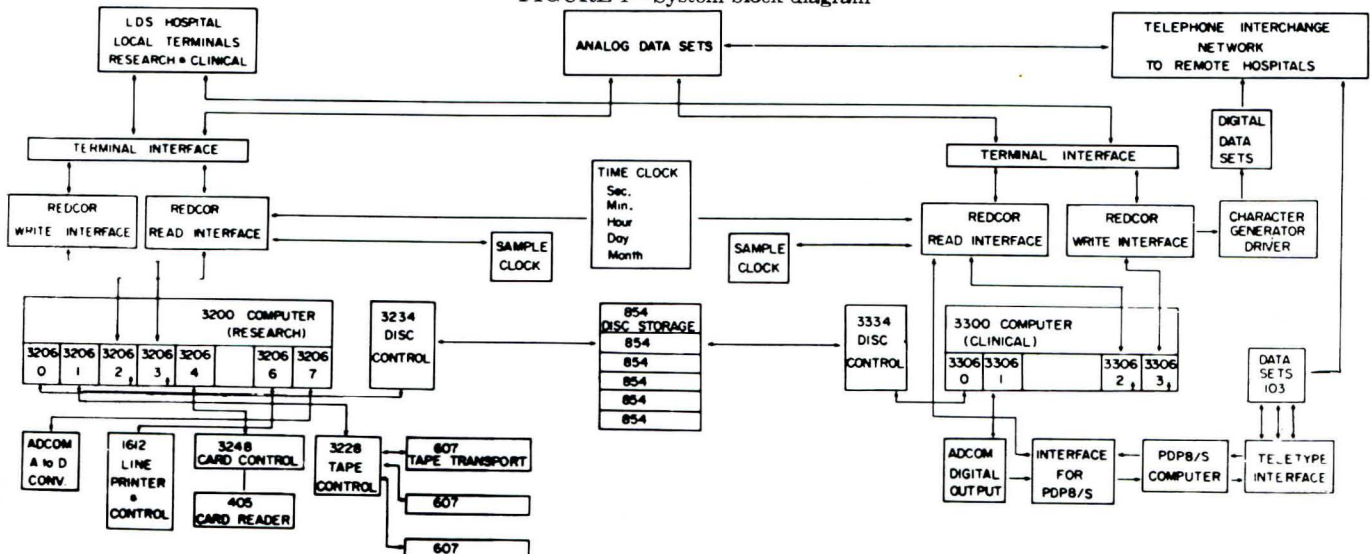 FIGURE 1—System block diagram
LDS HOSPITAL
LOCAL TERMINALS
RESEARCH & CLINICAL
ANALOG DATA SETS
TELEPHONE INTERCHANGE
NETWORK
TO REMOTE HOSPITALS
DIGITAL
DATA
SETS
TERMINAL INTERFACE
TERMINAL INTERFACE
TIME CLOCK
Sec.
Min.
Hour
Day
Month
REDCOR
WRITE INTERFACE
REDCOR
READ INTERFACE
SAMPLE
CLOCK
SAMPLE
CLOCK
REDCOR
READ INTERFACE
REDCOR
WRITE INTERFACE
CHARACTER
GENERATOR
DRIVER
3200 COMPUTER
(RESEARCH)
3206
0
3206
1
3206
2
3206
3
3206
4
3206
6
3206
7
3234
DISC
CONTROL
854
DISC STORAGE
854
854
854
854
854
3334
DISC
CONTROL
3300 COMPUTER
(CLINICAL)
3306
0
3306
1
3306
2
3306
3
DATA
SETS
103
ADCOM
A to D
CONV.
1612
LINE
PRINTER
&
CONTROL
3248
CARD CONTROL
405
CARD READER
3228
TAPE
CONTROL
607
TAPE TRANSPORT
607
607
ADCOM
DIGITAL
OUTPUT
INTERFACE
FOR
PDP8/S
PDP8/S
COMPUTER
TELETYPE
INTERFACE